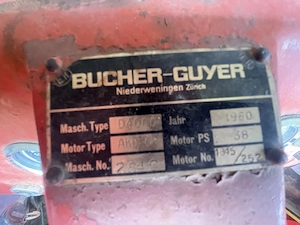 BUCHER-GUYER
Niederweningen Zürich
Masch. Type Jahr 1960
Motor Type Motor PS 38
Masch. No. Motor No.